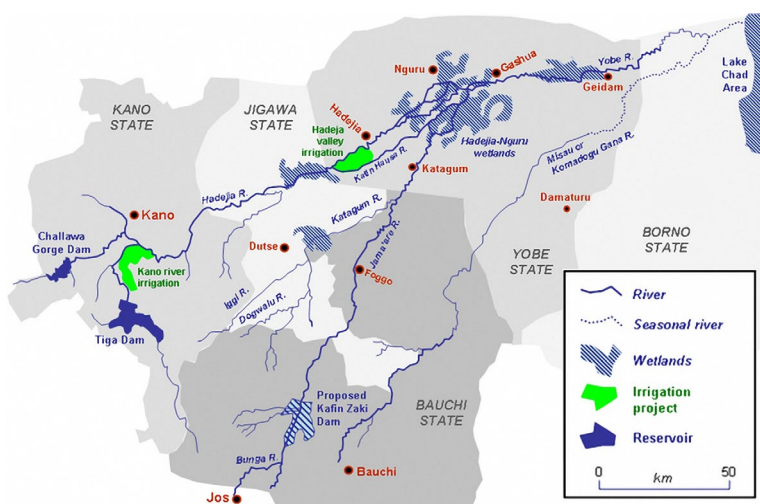 Nguru
Gashua
Yobe R.
Geidam
Lake
Chad
Area
KANO
STATE
JIGAWA
STATE
Hadejia
Hadeja
valley
irrigation
Hadejia-Nguru
wetlands
Kafin Hausa R.
Katagum
Misau or
Komadogu Gana R.
Hadejia R.
Kano
Katagum R.
Damaturu
Challawa
Gorge Dam
Kano river
irrigation
Dutse
Jama'are R.
YOBE
STATE
BORNO
STATE
Foggo
Iggi R.
Dogwalu R.
Tiga Dam
Proposed
Kafin Zaki
Dam
BAUCHI
STATE
Bunga R.
Bauchi
Jos
River
Seasonal river
Wetlands
Irrigation
project
Reservoir
0 50
km